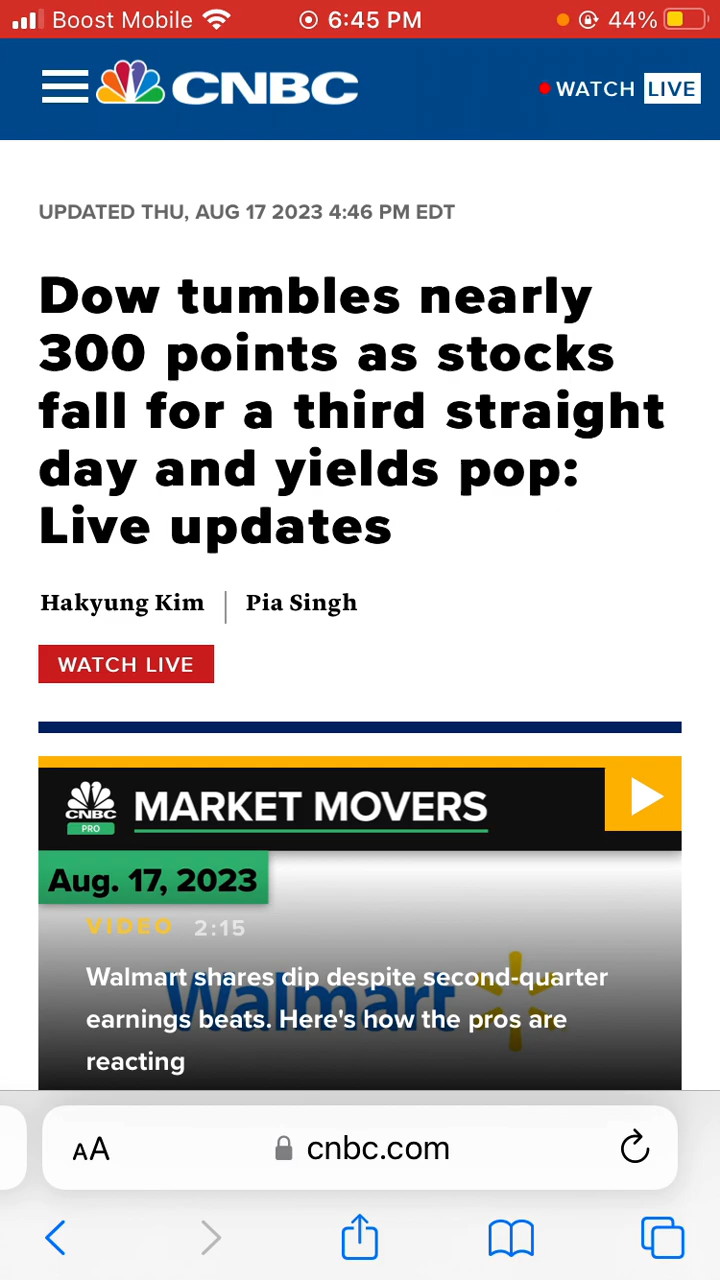 Boost Mobile 6:45 PM 44%
CNBC WATCH LIVE
UPDATED THU, AUG 17 2023 4:46 PM EDT
Dow tumbles nearly
300 points as stocks
fall for a third straight
day and yields pop:
Live updates
Hakyung Kim | Pia Singh
WATCH LIVE
CNBC PRO MARKET MOVERS
Aug. 17, 2023
VIDEO 2:15
Walmart
Walmart shares dip despite second-quarter
earnings beats. Here's how the pros are
reacting
AA cnbc.com